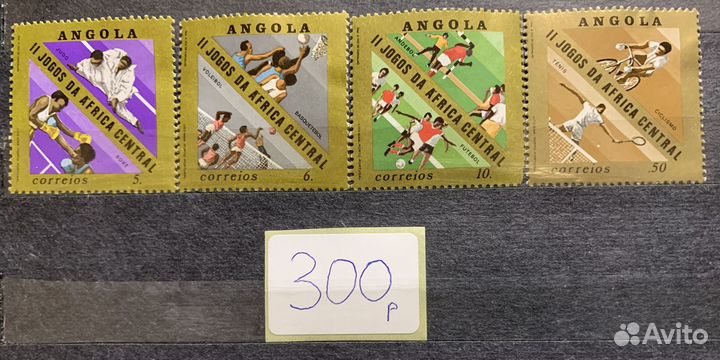 ANGOLA
II JOGOS DA AFRICA CENTRAL
JUDO
BOXE
correios 5.
ANGOLA
II JOGOS DA AFRICA CENTRAL
VOLEIBOL
BASQUETEBOL
correios 6.
ANGOLA
II JOGOS DA AFRICA CENTRAL
ANDEBOL
FUTEBOL
correios 10.
ANGOLA
II JOGOS DA AFRICA CENTRAL
TÉNIS
CICLISMO
correios .50
300 р
Avito